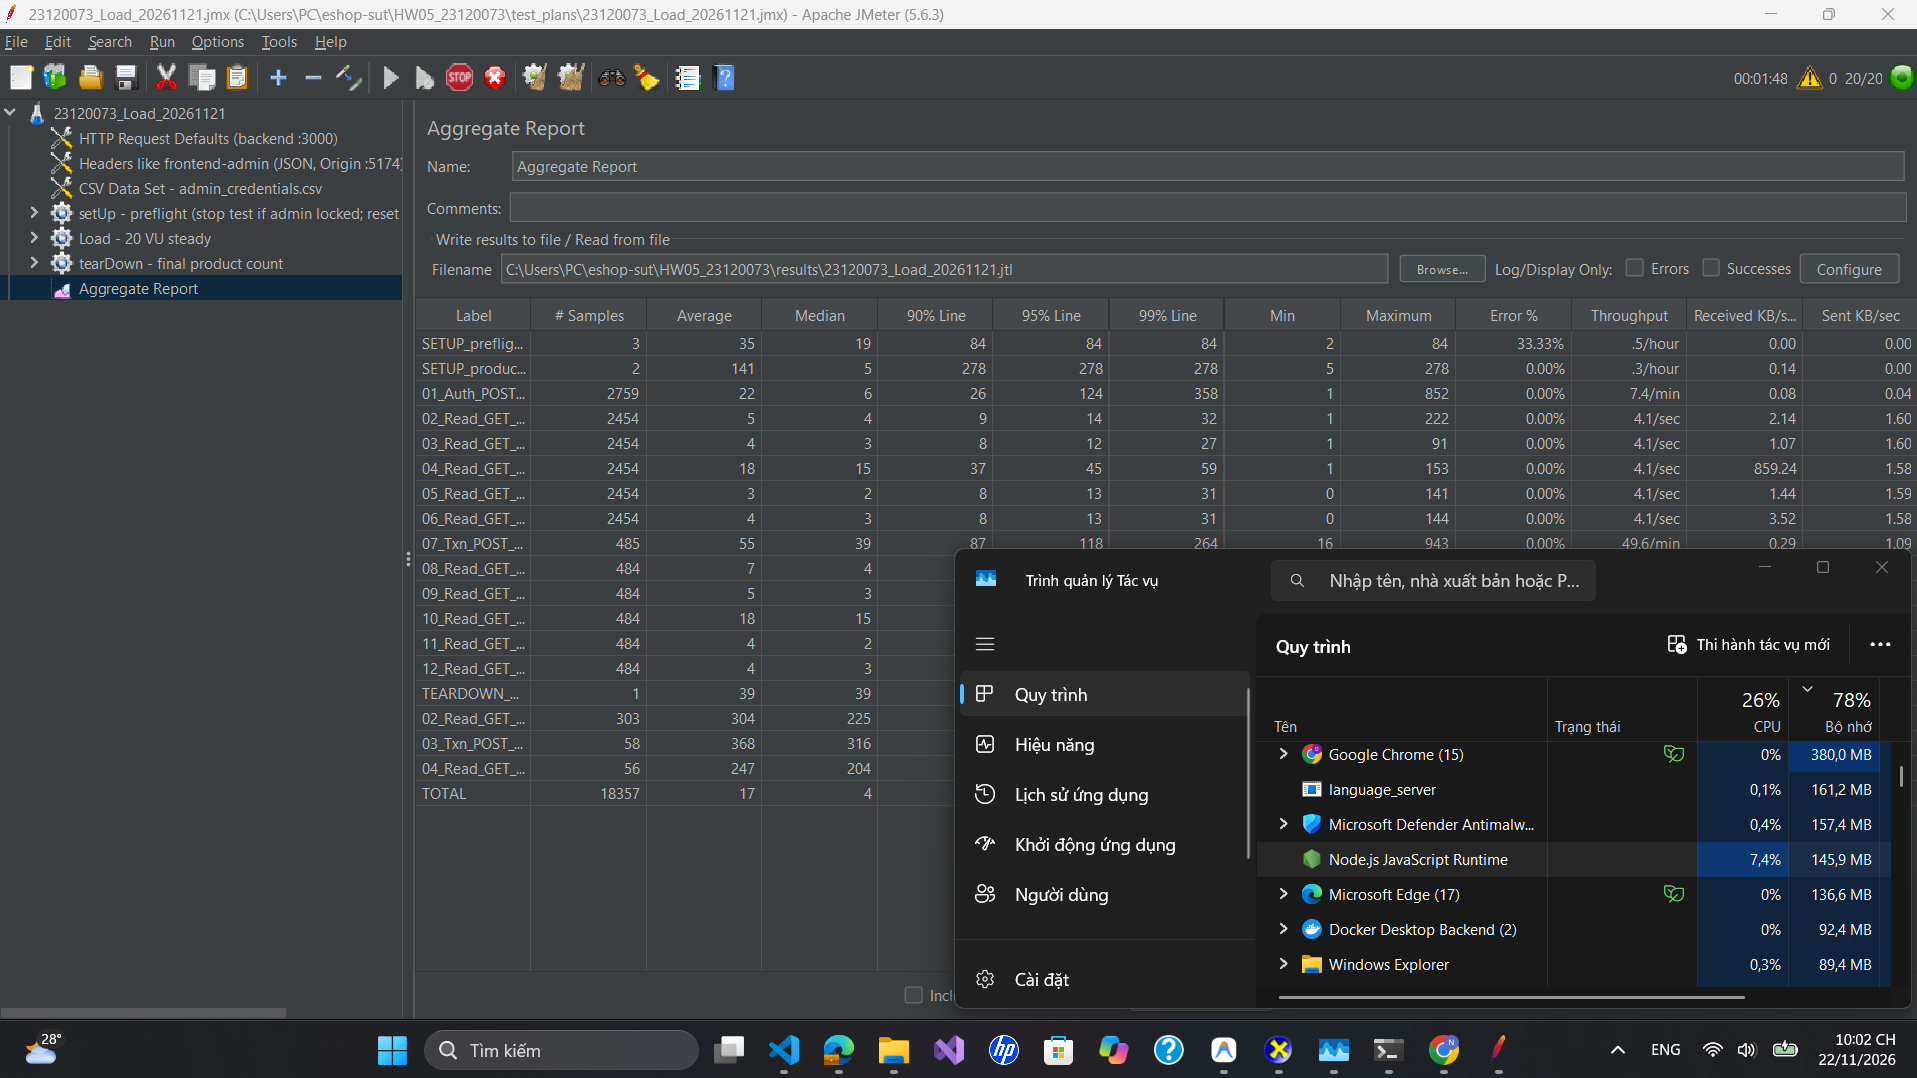 23120073_Load_20261121.jmx (C:\Users\PC\eshop-sut\HW05_23120073\test_plans\23120073_Load_20261121.jmx) - Apache JMeter (5.6.3)
File Edit Search Run Options Tools Help
STOP
00:01:48 0 20/20
23120073_Load_20261121
HTTP Request Defaults (backend :3000)
Headers like frontend-admin (JSON, Origin :5174)
CSV Data Set - admin_credentials.csv
setUp - preflight (stop test if admin locked; reset
Load - 20 VU steady
tearDown - final product count
Aggregate Report
Aggregate Report
Name: Aggregate Report
Comments:
Write results to file / Read from file
Filename C:\Users\PC\eshop-sut\HW05_23120073\results\23120073_Load_20261121.jtl Browse... Log/Display Only: Errors Successes Configure
Label # Samples Average Median 90% Line 95% Line 99% Line Min Maximum Error % Throughput Received KB/s... Sent KB/sec
SETUP_preflig... 3 35 19 84 84 84 2 84 33.33% .5/hour 0.00 0.00
SETUP_produc... 2 141 5 278 278 278 5 278 0.00% .3/hour 0.14 0.00
01_Auth_POST... 2759 22 6 26 124 358 1 852 0.00% 7.4/min 0.08 0.04
02_Read_GET_... 2454 5 4 9 14 32 1 222 0.00% 4.1/sec 2.14 1.60
03_Read_GET_... 2454 4 3 8 12 27 1 91 0.00% 4.1/sec 1.07 1.60
04_Read_GET_... 2454 18 15 37 45 59 1 153 0.00% 4.1/sec 859.24 1.58
05_Read_GET_... 2454 3 2 8 13 31 0 141 0.00% 4.1/sec 1.44 1.59
06_Read_GET_... 2454 4 3 8 13 31 0 144 0.00% 4.1/sec 3.52 1.58
07_Txn_POST_... 485 55 39 87 118 264 16 943 0.00% 49.6/min 0.29 1.09
08_Read_GET_... 484 7 4
09_Read_GET_... 484 5 3
10_Read_GET_... 484 18 15
11_Read_GET_... 484 4 2
12_Read_GET_... 484 4 3
TEARDOWN_... 1 39 39
02_Read_GET_... 303 304 225
03_Txn_POST_... 58 368 316
04_Read_GET_... 56 247 204
TOTAL 18357 17 4
Trình quản lý Tác vụ
Nhập tên, nhà xuất bản hoặc P...
Quy trình
Hiệu năng
Lịch sử ứng dụng
Khởi động ứng dụng
Người dùng
Cài đặt
Quy trình Thi hành tác vụ mới
26% 78%
Tên Trạng thái CPU Bộ nhớ
Google Chrome (15) 0% 380,0 MB
language_server 0,1% 161,2 MB
Microsoft Defender Antimalw... 0,4% 157,4 MB
Node.js JavaScript Runtime 7,4% 145,9 MB
Microsoft Edge (17) 0% 136,6 MB
Docker Desktop Backend (2) 0% 92,4 MB
Windows Explorer 0,3% 89,4 MB
28°
Tìm kiếm
hp
ENG
10:02 CH
22/11/2026